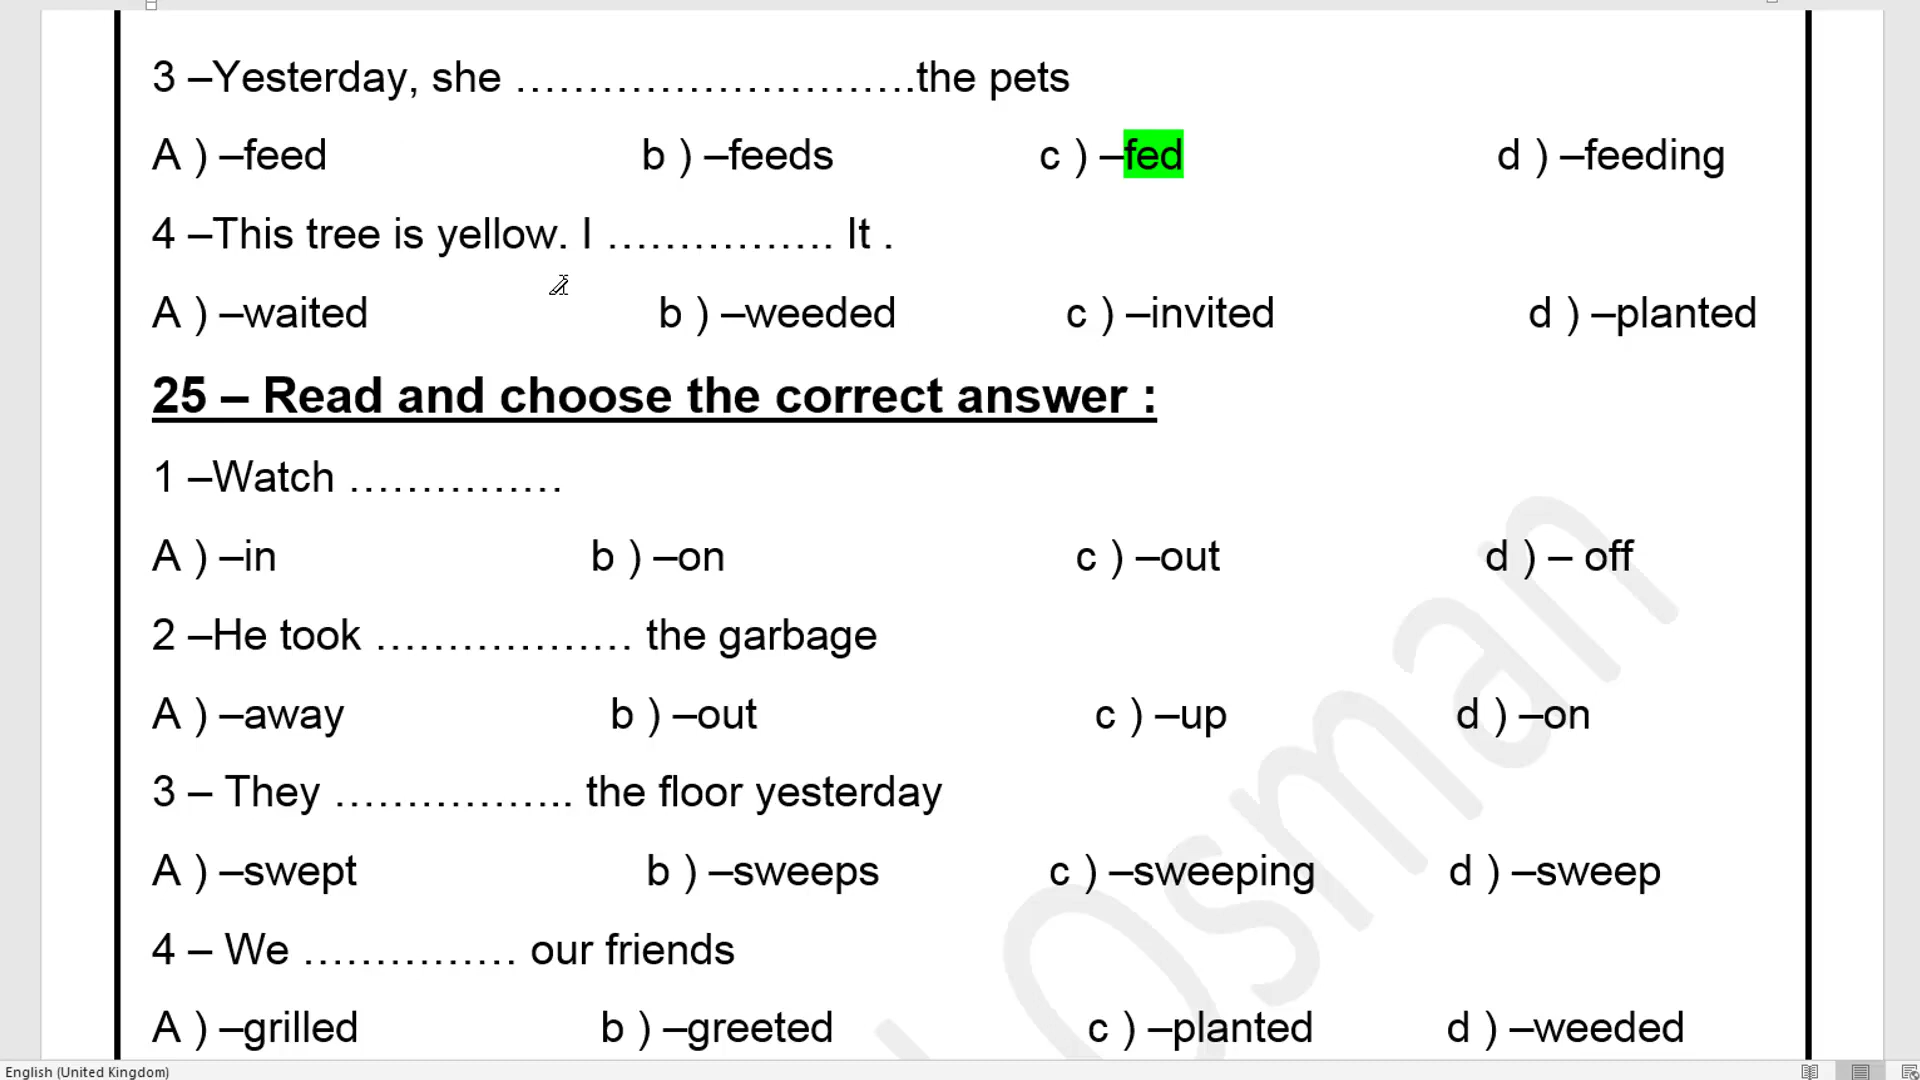 3 –Yesterday, she ……………………….the pets
A ) –feed b ) –feeds c ) –fed d ) –feeding
4 –This tree is yellow. I ……………. It .
A ) –waited b ) –weeded c ) –invited d ) –planted
25 – Read and choose the correct answer :
1 –Watch ……………
A ) –in b ) –on c ) –out d ) – off
2 –He took ……………… the garbage
A ) –away b ) –out c ) –up d ) –on
3 – They …………….. the floor yesterday
A ) –swept b ) –sweeps c ) –sweeping d ) –sweep
4 – We …………… our friends
A ) –grilled b ) –greeted c ) –planted d ) –weeded
Osman
English (United Kingdom)